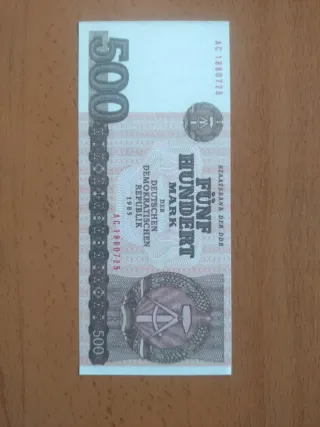 AC 1880725
STAATSBANK DER DDR
500
FÜNF
HUNDERT
MARK
DER
DEUTSCHEN
DEMOKRATISCHEN
REPUBLIK
1985
AC 1880725
500